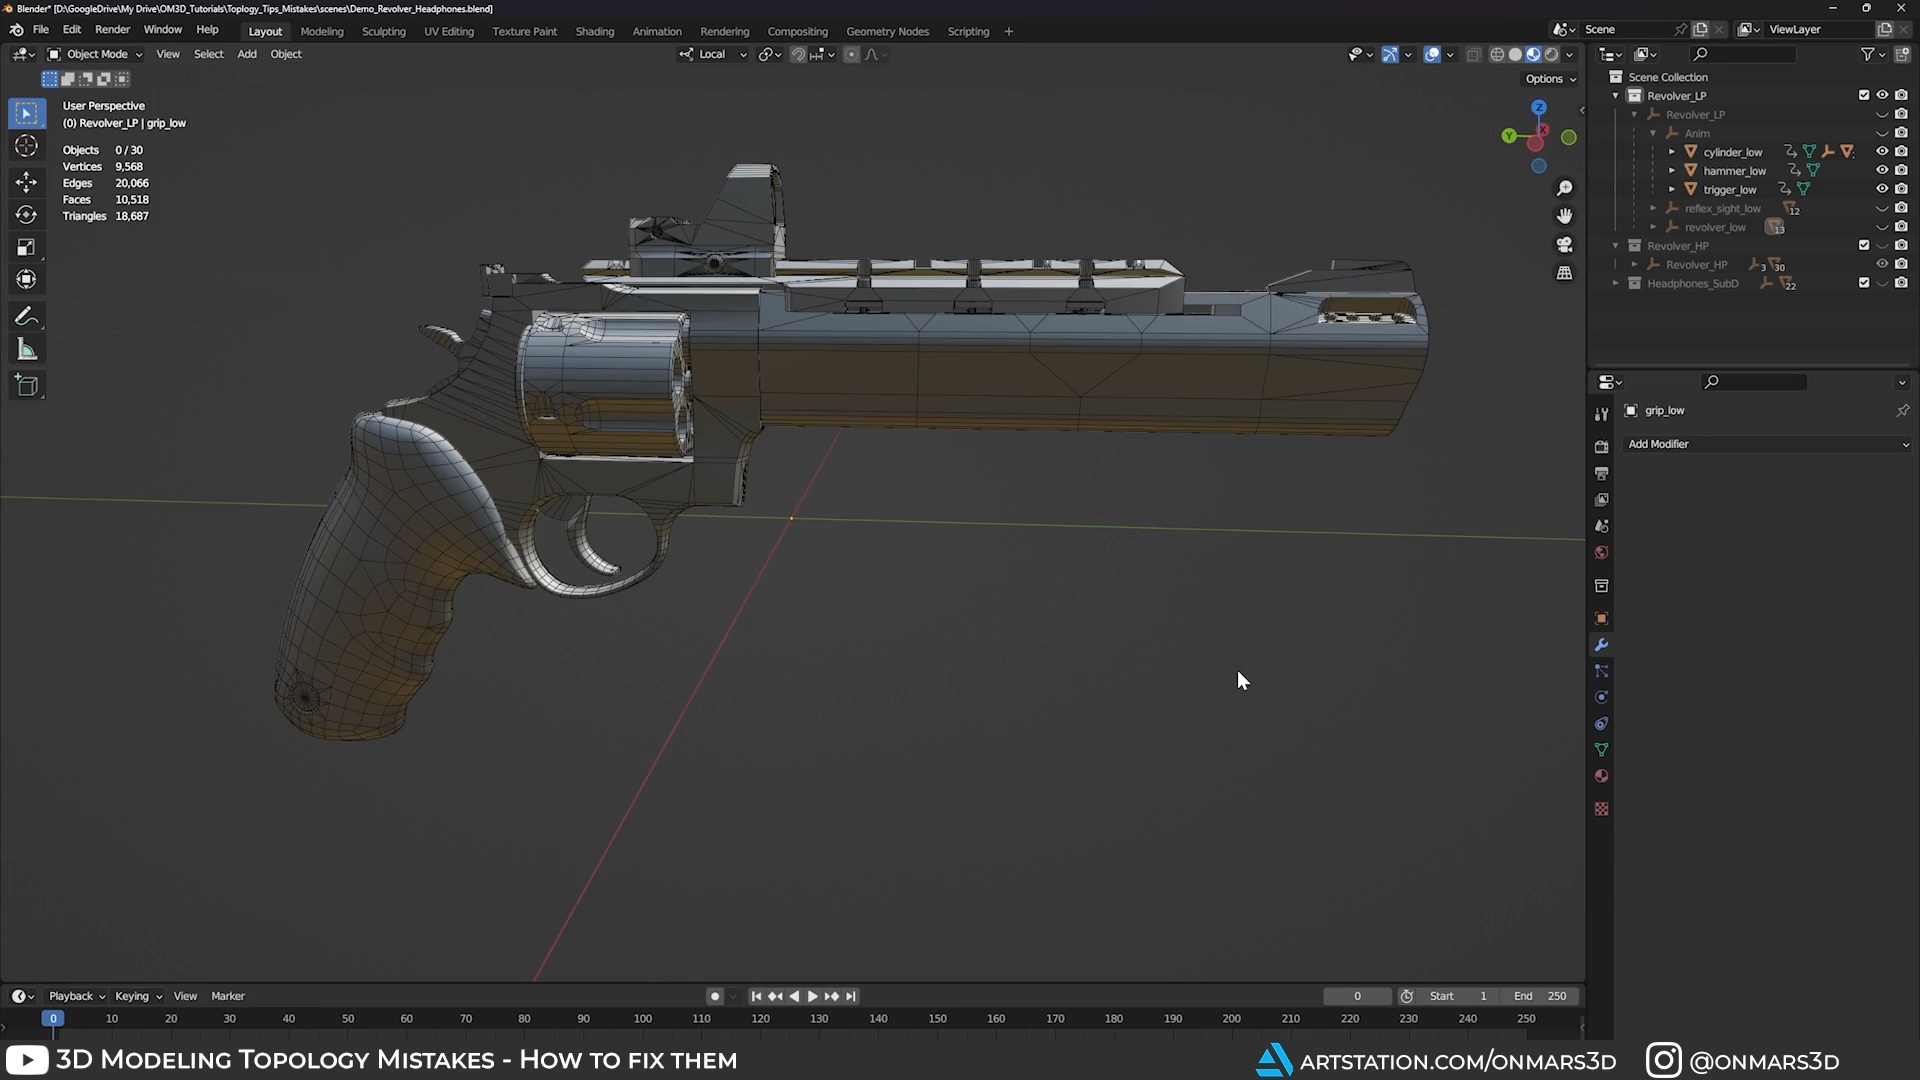 Blender* [D:\GoogleDrive\My Drive\OM3D_Tutorials\Toplogy_Tips_Mistakes\scenes\Demo_Revolver_Headphones.blend]
File Edit Render Window Help Layout Modeling Sculpting UV Editing Texture Paint Shading Animation Rendering Compositing Geometry Nodes Scripting + Scene ViewLayer
Object Mode View Select Add Object Local
Options
User Perspective
(0) Revolver_LP | grip_low
Objects 0 / 30
Vertices 9,568
Edges 20,066
Faces 10,518
Triangles 18,687
Z
Y
X
Scene Collection
Revolver_LP
Revolver_LP
Anim
cylinder_low
hammer_low
trigger_low
reflex_sight_low 12
revolver_low 13
Revolver_HP
Revolver_HP 3 30
Headphones_SubD 22
grip_low
Add Modifier
Playback Keying View Marker 0 Start 1 End 250
0 10 20 30 40 50 60 70 80 90 100 110 120 130 140 150 160 170 180 190 200 210 220 230 240 250
3D Modeling Topology Mistakes - How to fix them
artstation.com/onmars3d @onmars3d